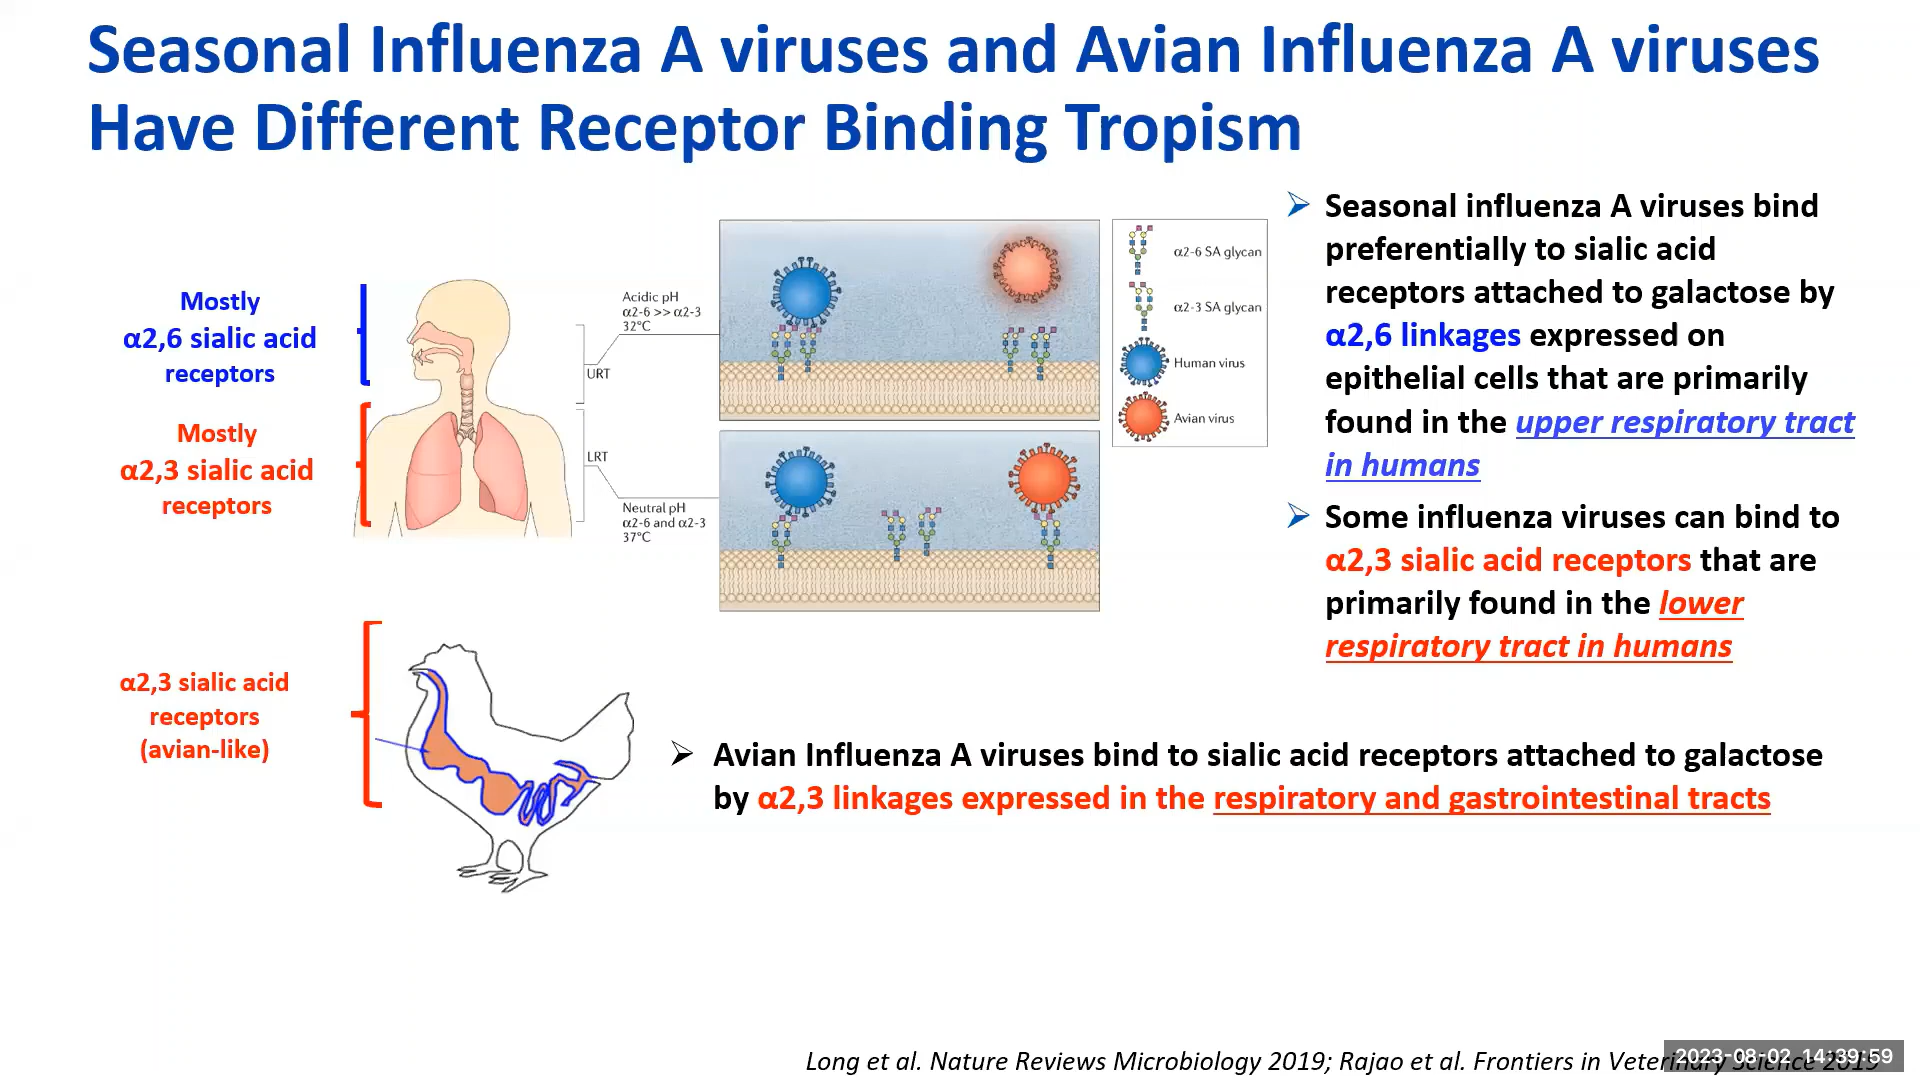 Seasonal Influenza A viruses and Avian Influenza A viruses
Have Different Receptor Binding Tropism
Mostly
α2,6 sialic acid
receptors
Mostly
α2,3 sialic acid
receptors
Acidic pH
α2-6 >> α2-3
32°C
URT
LRT
Neutral pH
α2-6 and α2-3
37°C
α2-6 SA glycan
α2-3 SA glycan
Human virus
Avian virus
Seasonal influenza A viruses bind
preferentially to sialic acid
receptors attached to galactose by
α2,6 linkages expressed on
epithelial cells that are primarily
found in the upper respiratory tract
in humans
Some influenza viruses can bind to
α2,3 sialic acid receptors that are
primarily found in the lower
respiratory tract in humans
α2,3 sialic acid
receptors
(avian-like)
Avian Influenza A viruses bind to sialic acid receptors attached to galactose
by α2,3 linkages expressed in the respiratory and gastrointestinal tracts
Long et al. Nature Reviews Microbiology 2019; Rajao et al. Frontiers in Veterinary Science 2019
2023-08-02 14:39:59